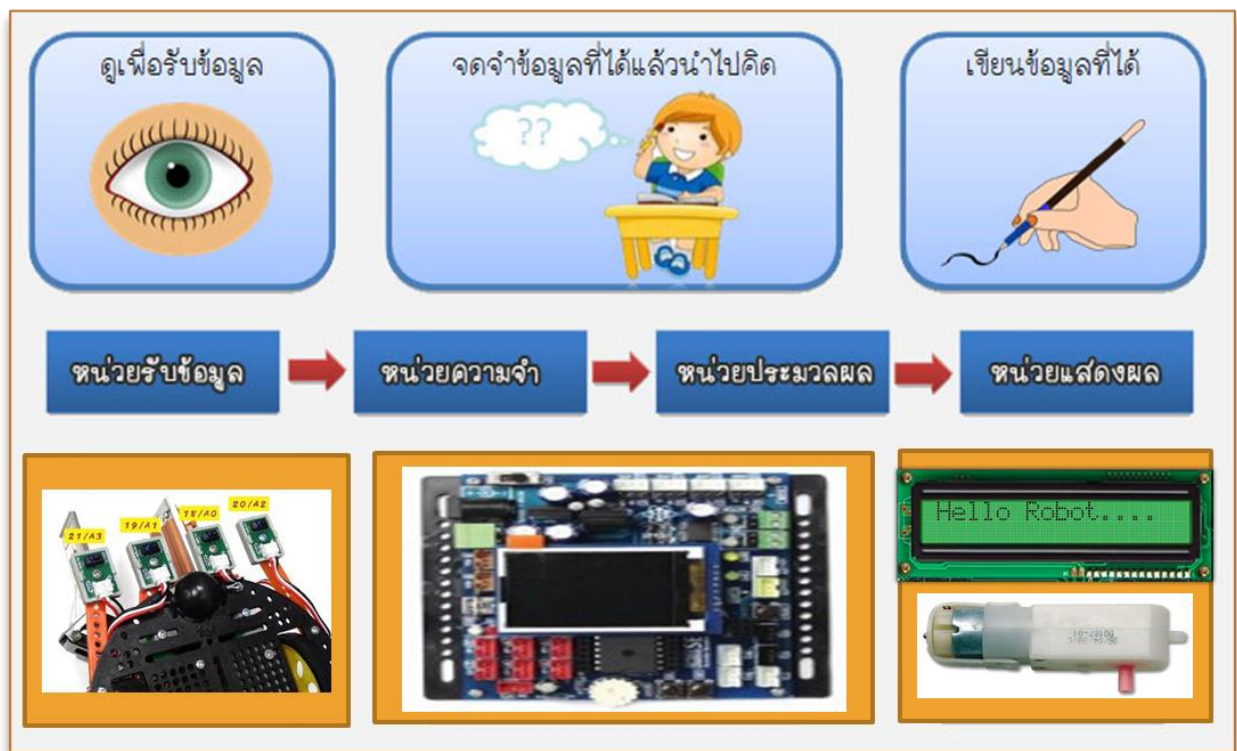 ดูเพื่อรับข้อมูล
จดจำข้อมูลที่ได้แล้วนำไปคิด
เขียนข้อมูลที่ได้
??
หน่วยรับข้อมูล
หน่วยความจำ
หน่วยประมวลผล
หน่วยแสดงผล
21/A3
19/A1
18/A0
20/A2
Hello Robot....